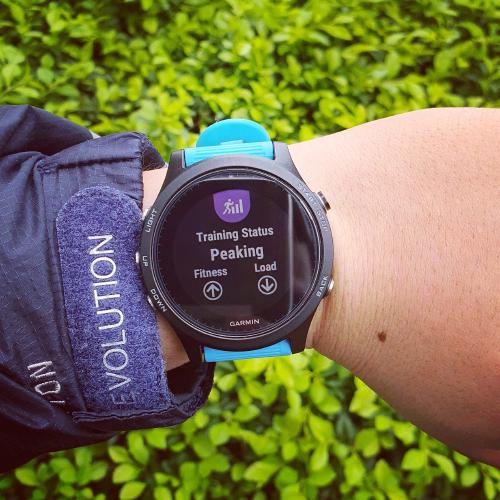 LIGHT
UP
DOWN
BACK
Training Status
Peaking
Fitness Load
GARMIN
EVOLUTION